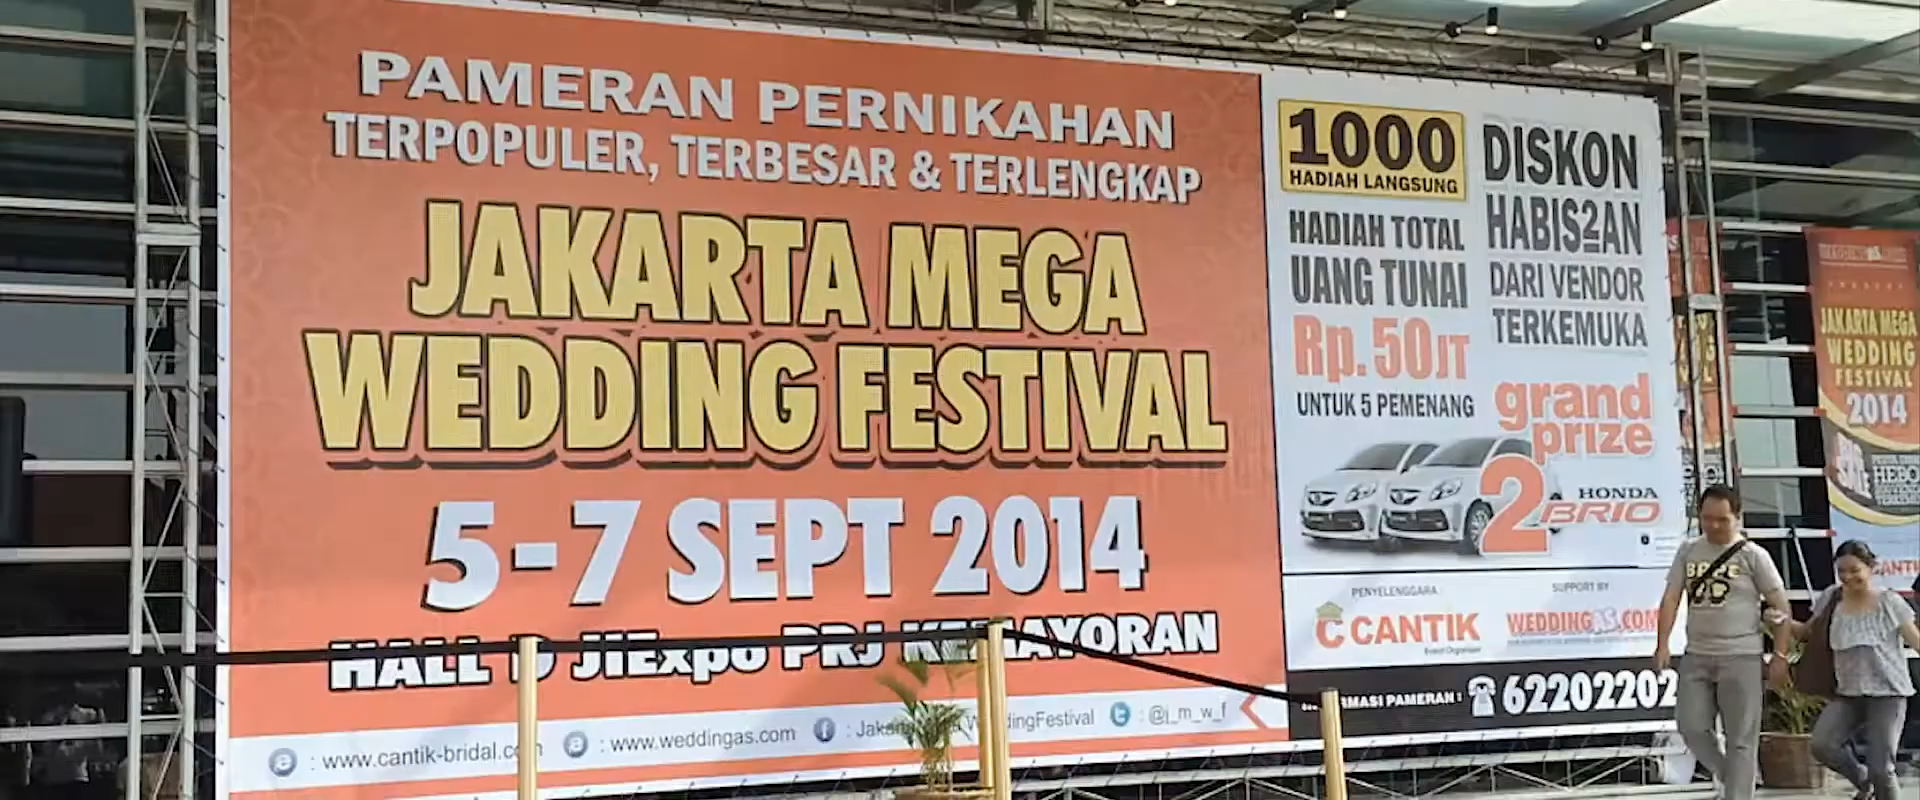 PAMERAN PERNIKAHAN
TERPOPULER, TERBESAR & TERLENGKAP
JAKARTA MEGA
WEDDING FESTIVAL
5-7 SEPT 2014
HALL D JIExpo PRJ KEMAYORAN
: www.cantik-bridal.com : www.weddingas.com : WeddingFestival : @j_m_w_f
1000
HADIAH LANGSUNG
HADIAH TOTAL
UANG TUNAI
Rp. 50JT
UNTUK 5 PEMENANG
DISKON
HABIS2AN
DARI VENDOR
TERKEMUKA
grand
prize
2 HONDA
BRIO
PENYELENGGARA
CANTIK
Event Organizer
SUPPORT BY
WEDDINGAS.COM
PAMERAN : 62202202
JAKARTA MEGA
WEDDING
FESTIVAL
2014